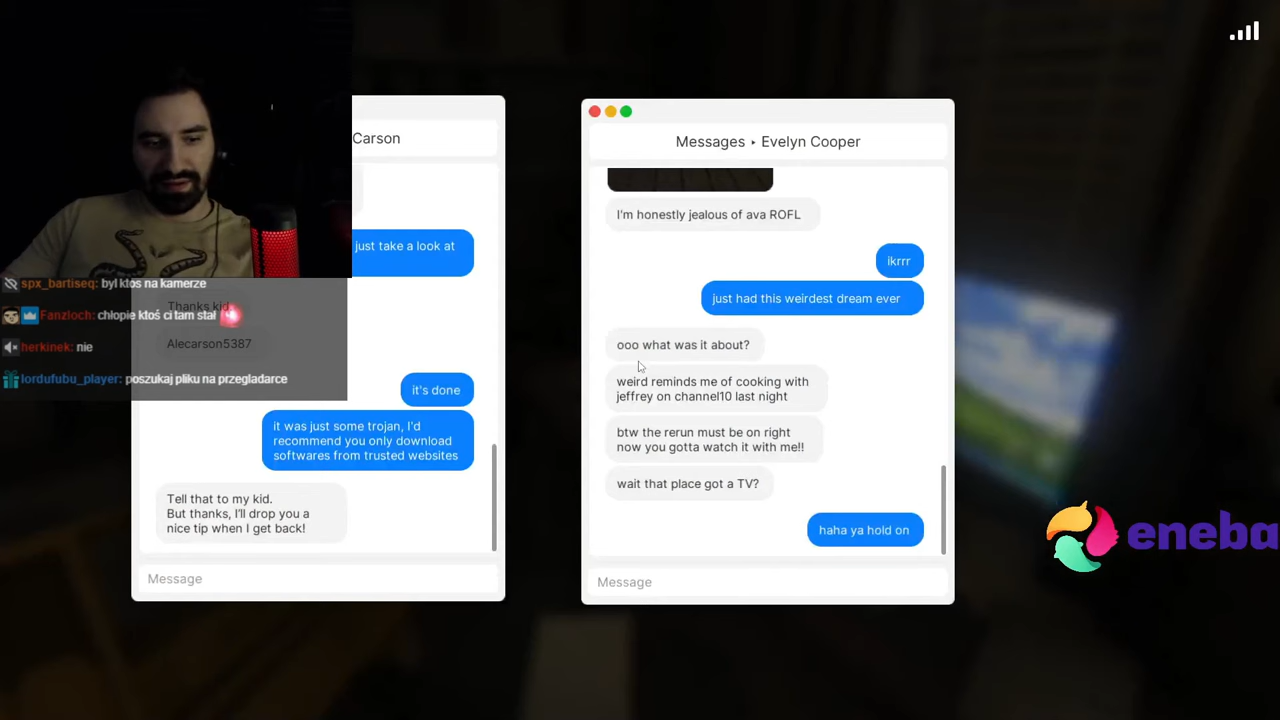 Carson
just take a look at
Thanks kid
Alecarson5387
it's done
it was just some trojan, I'd
recommend you only download
softwares from trusted websites
Tell that to my kid.
But thanks, I'll drop you a
nice tip when I get back!
Message
spx_bartiseq: byl ktos na kamerze
Fanzloch: chłopie ktoś ci tam stał
herkinek: nie
lordufubu_player: poszukaj pliku na przegladarce
Messages ‣ Evelyn Cooper
I'm honestly jealous of ava ROFL
ikrrr
just had this weirdest dream ever
ooo what was it about?
weird reminds me of cooking with
jeffrey on channel10 last night
btw the rerun must be on right
now you gotta watch it with me!!
wait that place got a TV?
haha ya hold on
Message
eneba